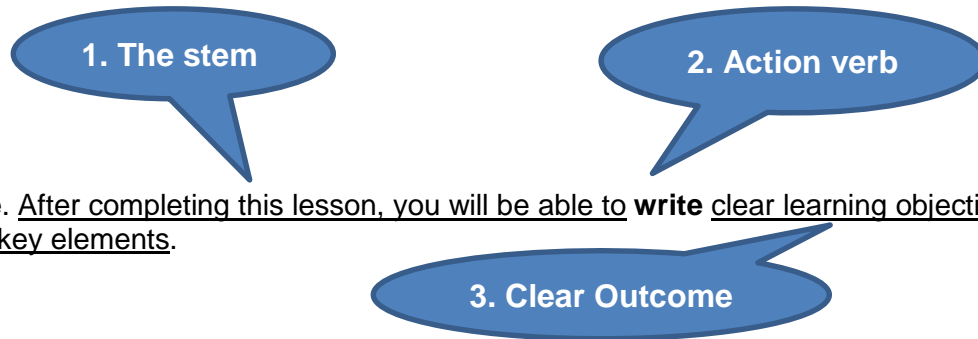 1. The stem
2. Action verb
e. After completing this lesson, you will be able to write clear learning objecti
key elements.
3. Clear Outcome